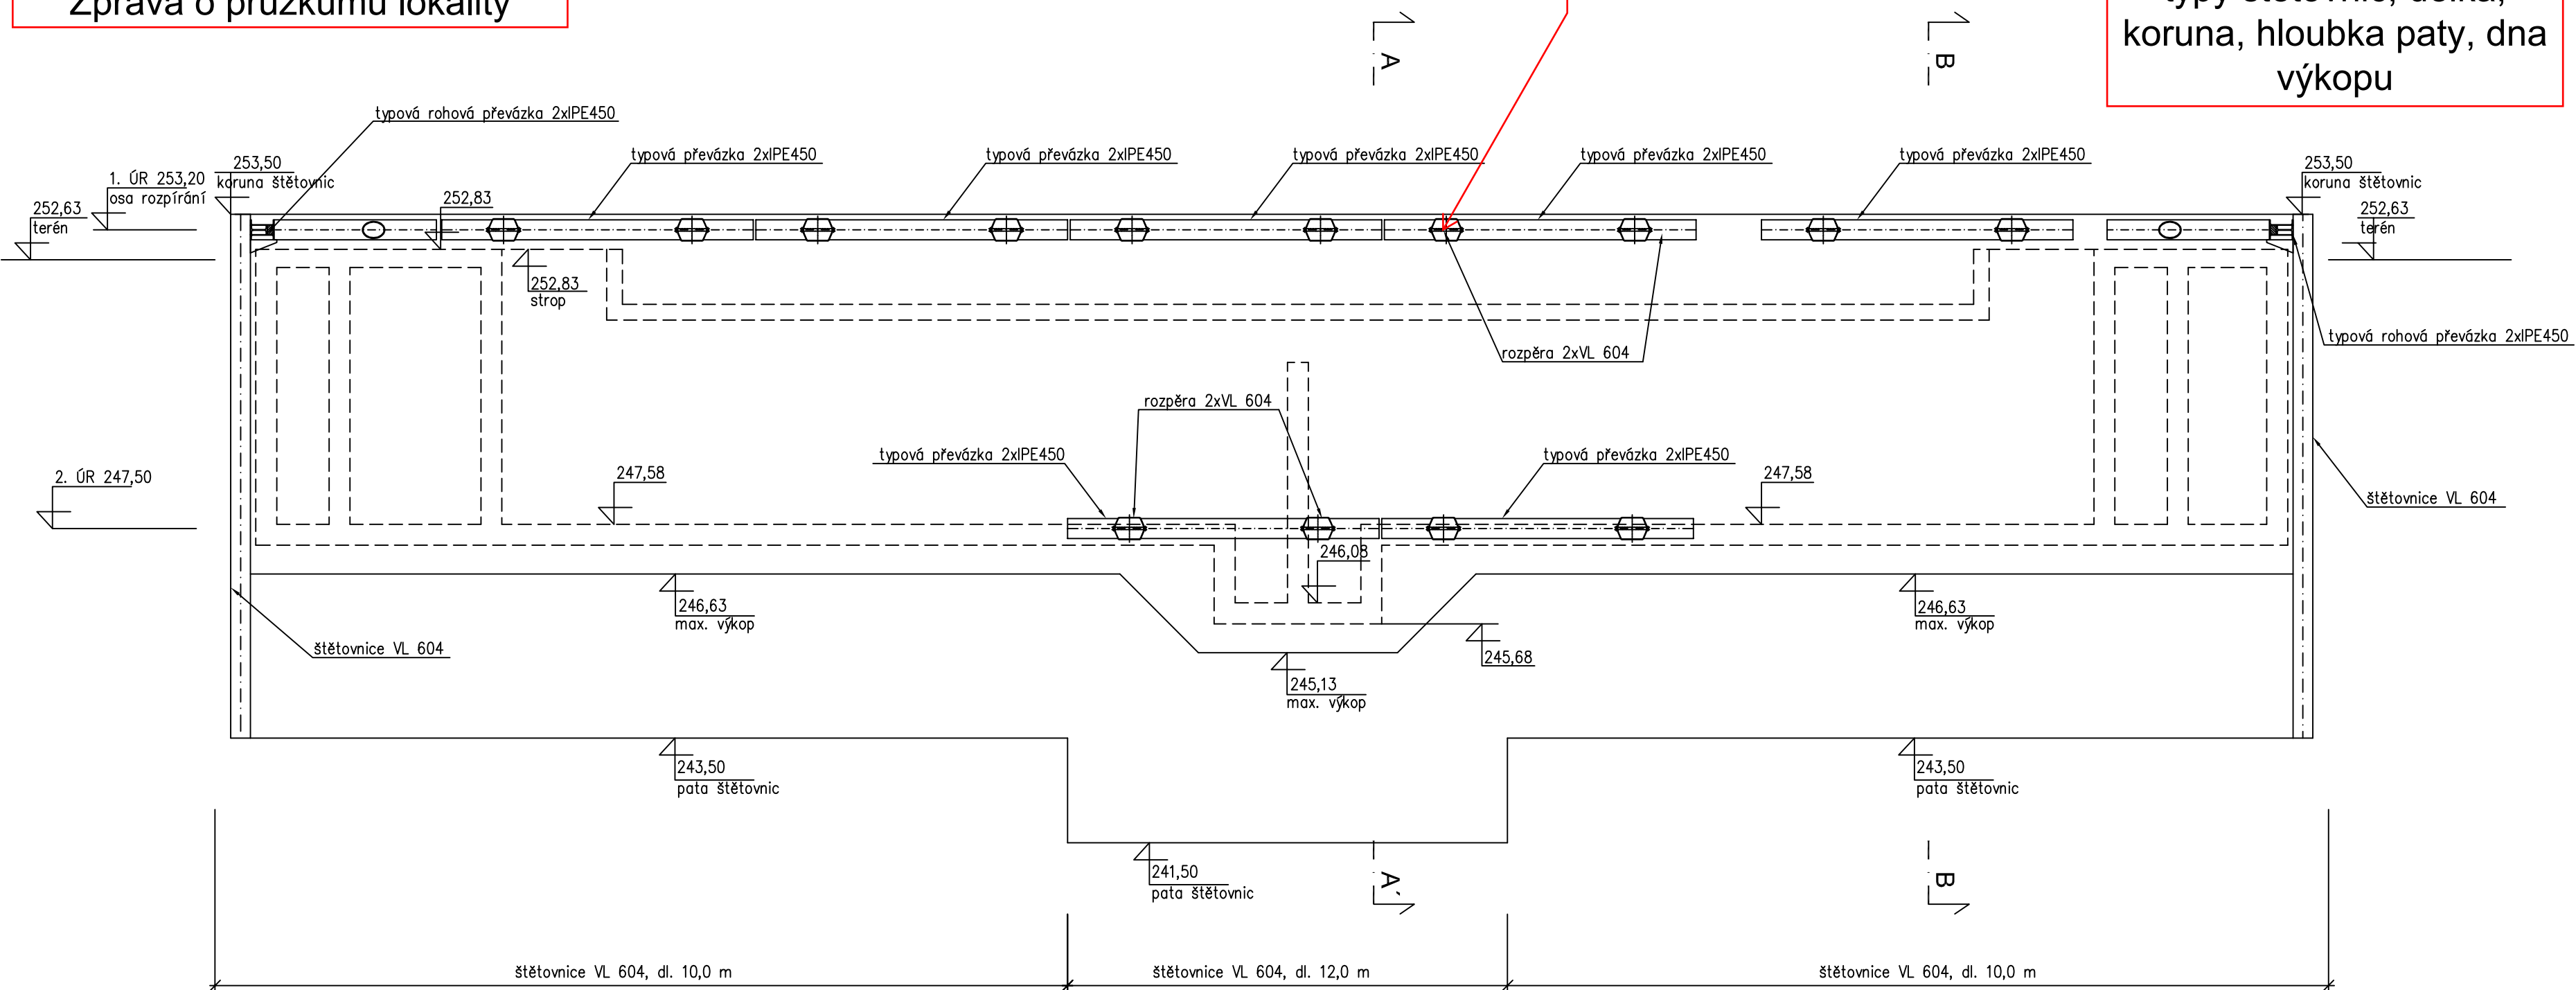 Zpráva o průzkumu lokality
koruna, hloubka paty, dna
výkopu
A
B
typová rohová převázka 2xIPE450
typová převázka 2xIPE450
typová převázka 2xIPE450
typová převázka 2xIPE450
typová převázka 2xIPE450
typová převázka 2xIPE450
253,50
koruna štětovnic
1. ÚR 253,20
osa rozpírání
252,63
terén
252,83
252,83
strop
253,50
koruna štětovnic
252,63
terén
typová rohová převázka 2xIPE450
rozpěra 2xVL 604
rozpěra 2xVL 604
typová převázka 2xIPE450
typová převázka 2xIPE450
2. ÚR 247,50
247,58
247,58
štětovnice VL 604
246,08
246,63
max. výkop
246,63
max. výkop
štětovnice VL 604
245,68
245,13
max. výkop
243,50
pata štětovnic
243,50
pata štětovnic
241,50
pata štětovnic
A'
B
štětovnice VL 604, dl. 10,0 m
štětovnice VL 604, dl. 12,0 m
štětovnice VL 604, dl. 10,0 m